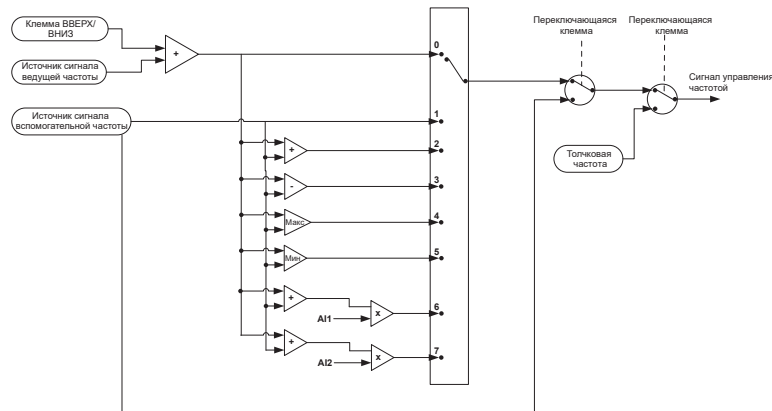 Клемма ВВЕРХ/
ВНИЗ
Источник сигнала
ведущей частоты
+
Источник сигнала
вспомогательной частоты
0
1
+
2
-
3
Макс
4
Мин
5
+
AI1
x
6
+
AI2
x
7
Переключающаяся
клемма
Переключающаяся
клемма
Сигнал управления
частотой
Толчковая
частота